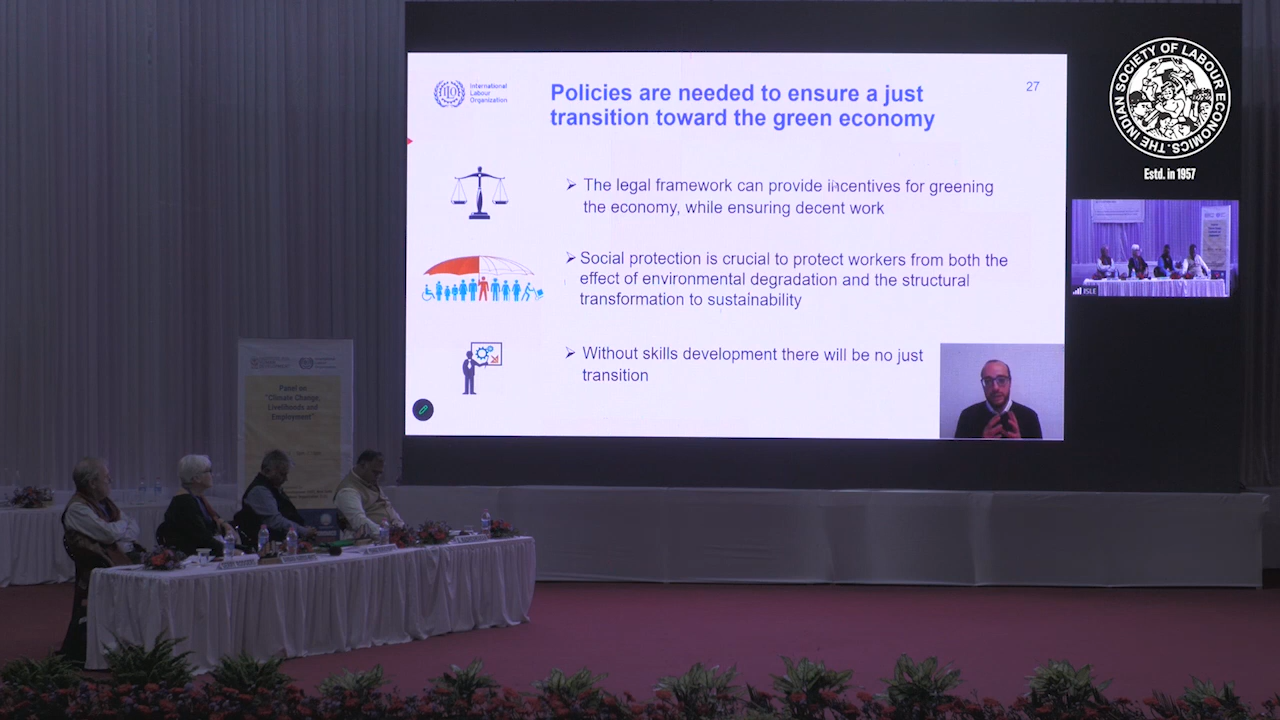 International
Labour
Organization
Policies are needed to ensure a just
transition toward the green economy
27
➢ The legal framework can provide incentives for greening
the economy, while ensuring decent work
➢ Social protection is crucial to protect workers from both the
effect of environmental degradation and the structural
transformation to sustainability
➢ Without skills development there will be no just
transition
THE INDIAN SOCIETY OF LABOUR ECONOMICS.
Estd. in 1957
ISLE
Panel on
"Climate Change,
Livelihoods and
Employment"